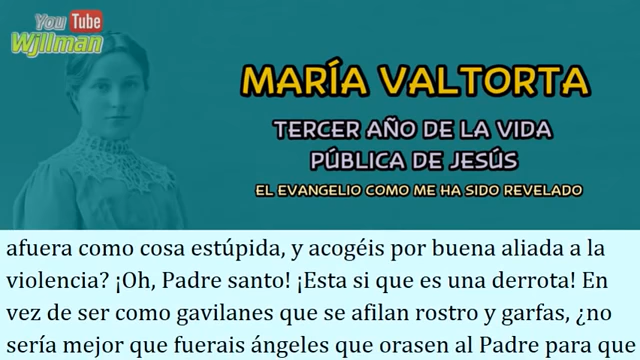 You Tube
Wjllman
MARÍA VALTORTA
TERCER AÑO DE LA VIDA
PÚBLICA DE JESÚS
EL EVANGELIO COMO ME HA SIDO REVELADO
afuera como cosa estúpida, y acogéis por buena aliada a la
violencia? ¡Oh, Padre santo! ¡Esta si que es una derrota! En
vez de ser como gavilanes que se afilan rostro y garfas, ¿no
sería mejor que fuerais ángeles que orasen al Padre para que